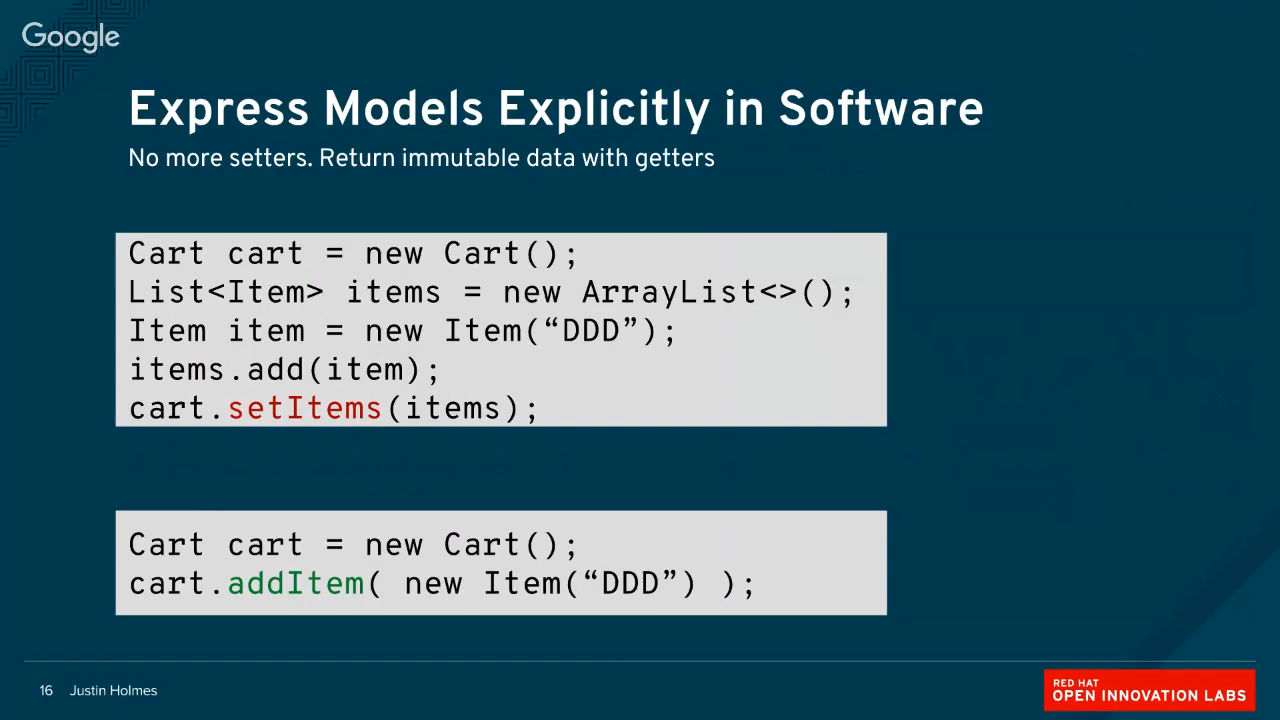 Google
Express Models Explicitly in Software
No more setters. Return immutable data with getters
Cart cart = new Cart();
List<Item> items = new ArrayList<>();
Item item = new Item(“DDD”);
items.add(item);
cart.setItems(items);
Cart cart = new Cart();
cart.addItem( new Item(“DDD”) );
16 Justin Holmes
RED HAT
OPEN INNOVATION LABS